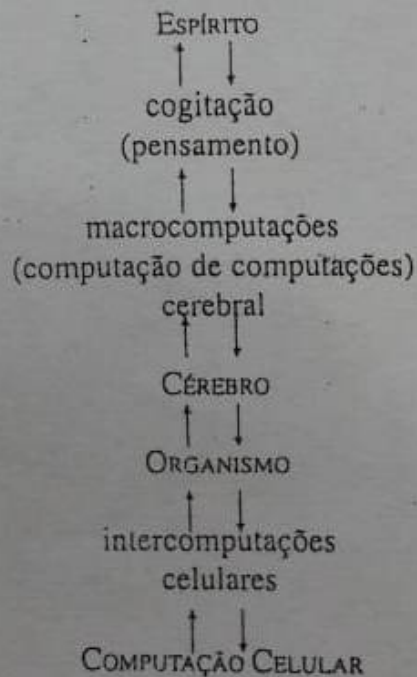 ESPÍRITO
cogitação
(pensamento)
macrocomputações
(computação de computações)
cerebral
CÉREBRO
ORGANISMO
intercomputações
celulares
COMPUTAÇÃO CELULAR